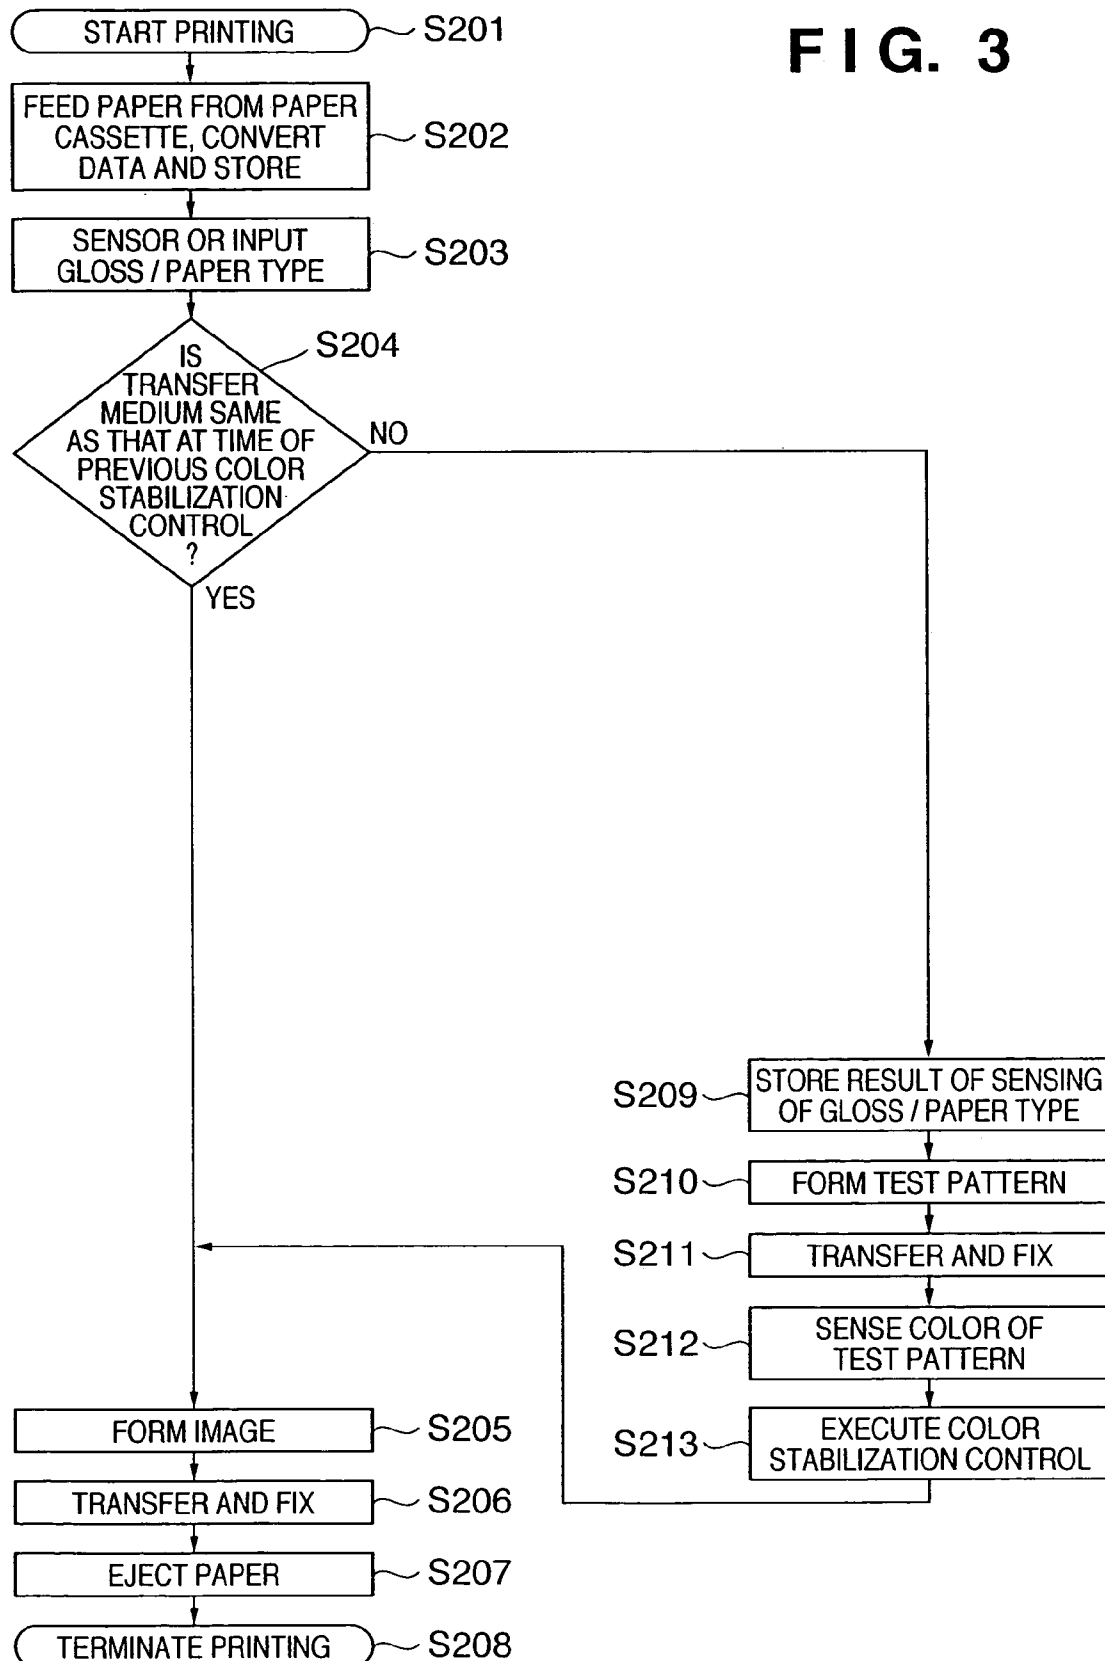 FIG. 3
START PRINTING
S201
FEED PAPER FROM PAPER
CASSETTE, CONVERT
DATA AND STORE
S202
SENSOR OR INPUT
GLOSS / PAPER TYPE
S203
IS
TRANSFER
MEDIUM SAME
AS THAT AT TIME OF
PREVIOUS COLOR
STABILIZATION
CONTROL
?
S204
NO
YES
S209
STORE RESULT OF SENSING
OF GLOSS / PAPER TYPE
S210
FORM TEST PATTERN
S211
TRANSFER AND FIX
S212
SENSE COLOR OF
TEST PATTERN
S213
EXECUTE COLOR
STABILIZATION CONTROL
FORM IMAGE
S205
TRANSFER AND FIX
S206
EJECT PAPER
S207
TERMINATE PRINTING
S208